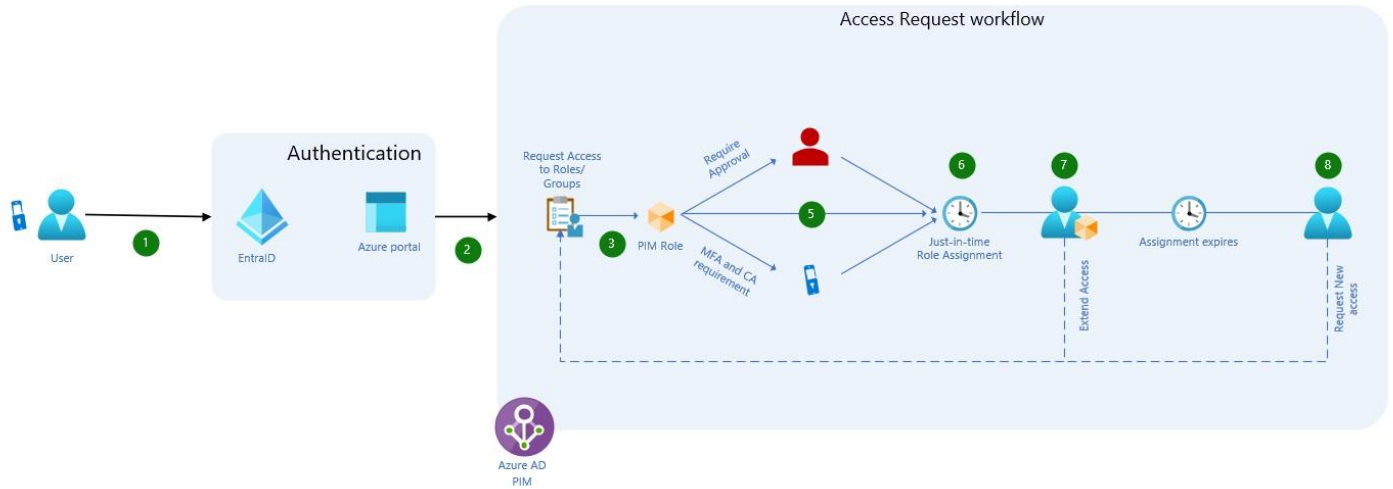 Access Request workflow
Authentication
1
User
EntraID
Azure portal
2
Request Access
to Roles/
Groups
3
PIM Role
Require
Approval
5
MFA and CA
requirement
6
Just-in-time
Role Assignment
7
Extend Access
Assignment expires
8
Request New
access
Azure AD
PIM